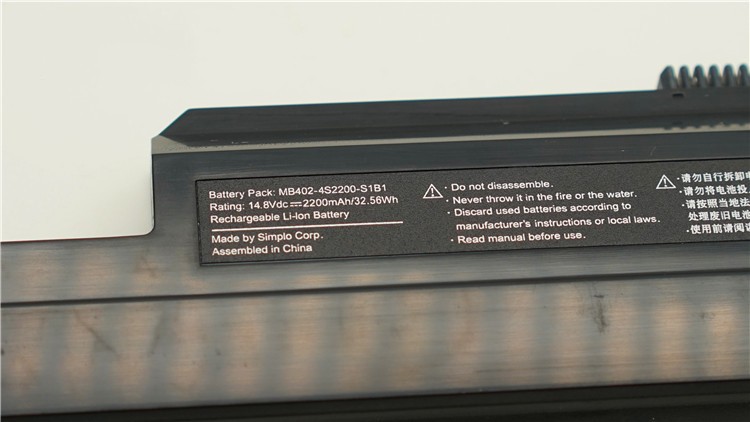 Battery Pack: MB402-4S2200-S1B1
Rating: 14.8Vdc⎓2200mAh/32.56Wh
Rechargeable Li-Ion Battery
Made by Simplo Corp.
Assembled in China
· Do not disassemble.
· Never throw it in the fire or the water.
· Discard used batteries according to
manufacturer's instructions or local laws.
· Read manual before use.
· 请勿自行拆卸
· 请勿将电池投
· 请按照当地法
处理废旧电池
· 使用前请阅